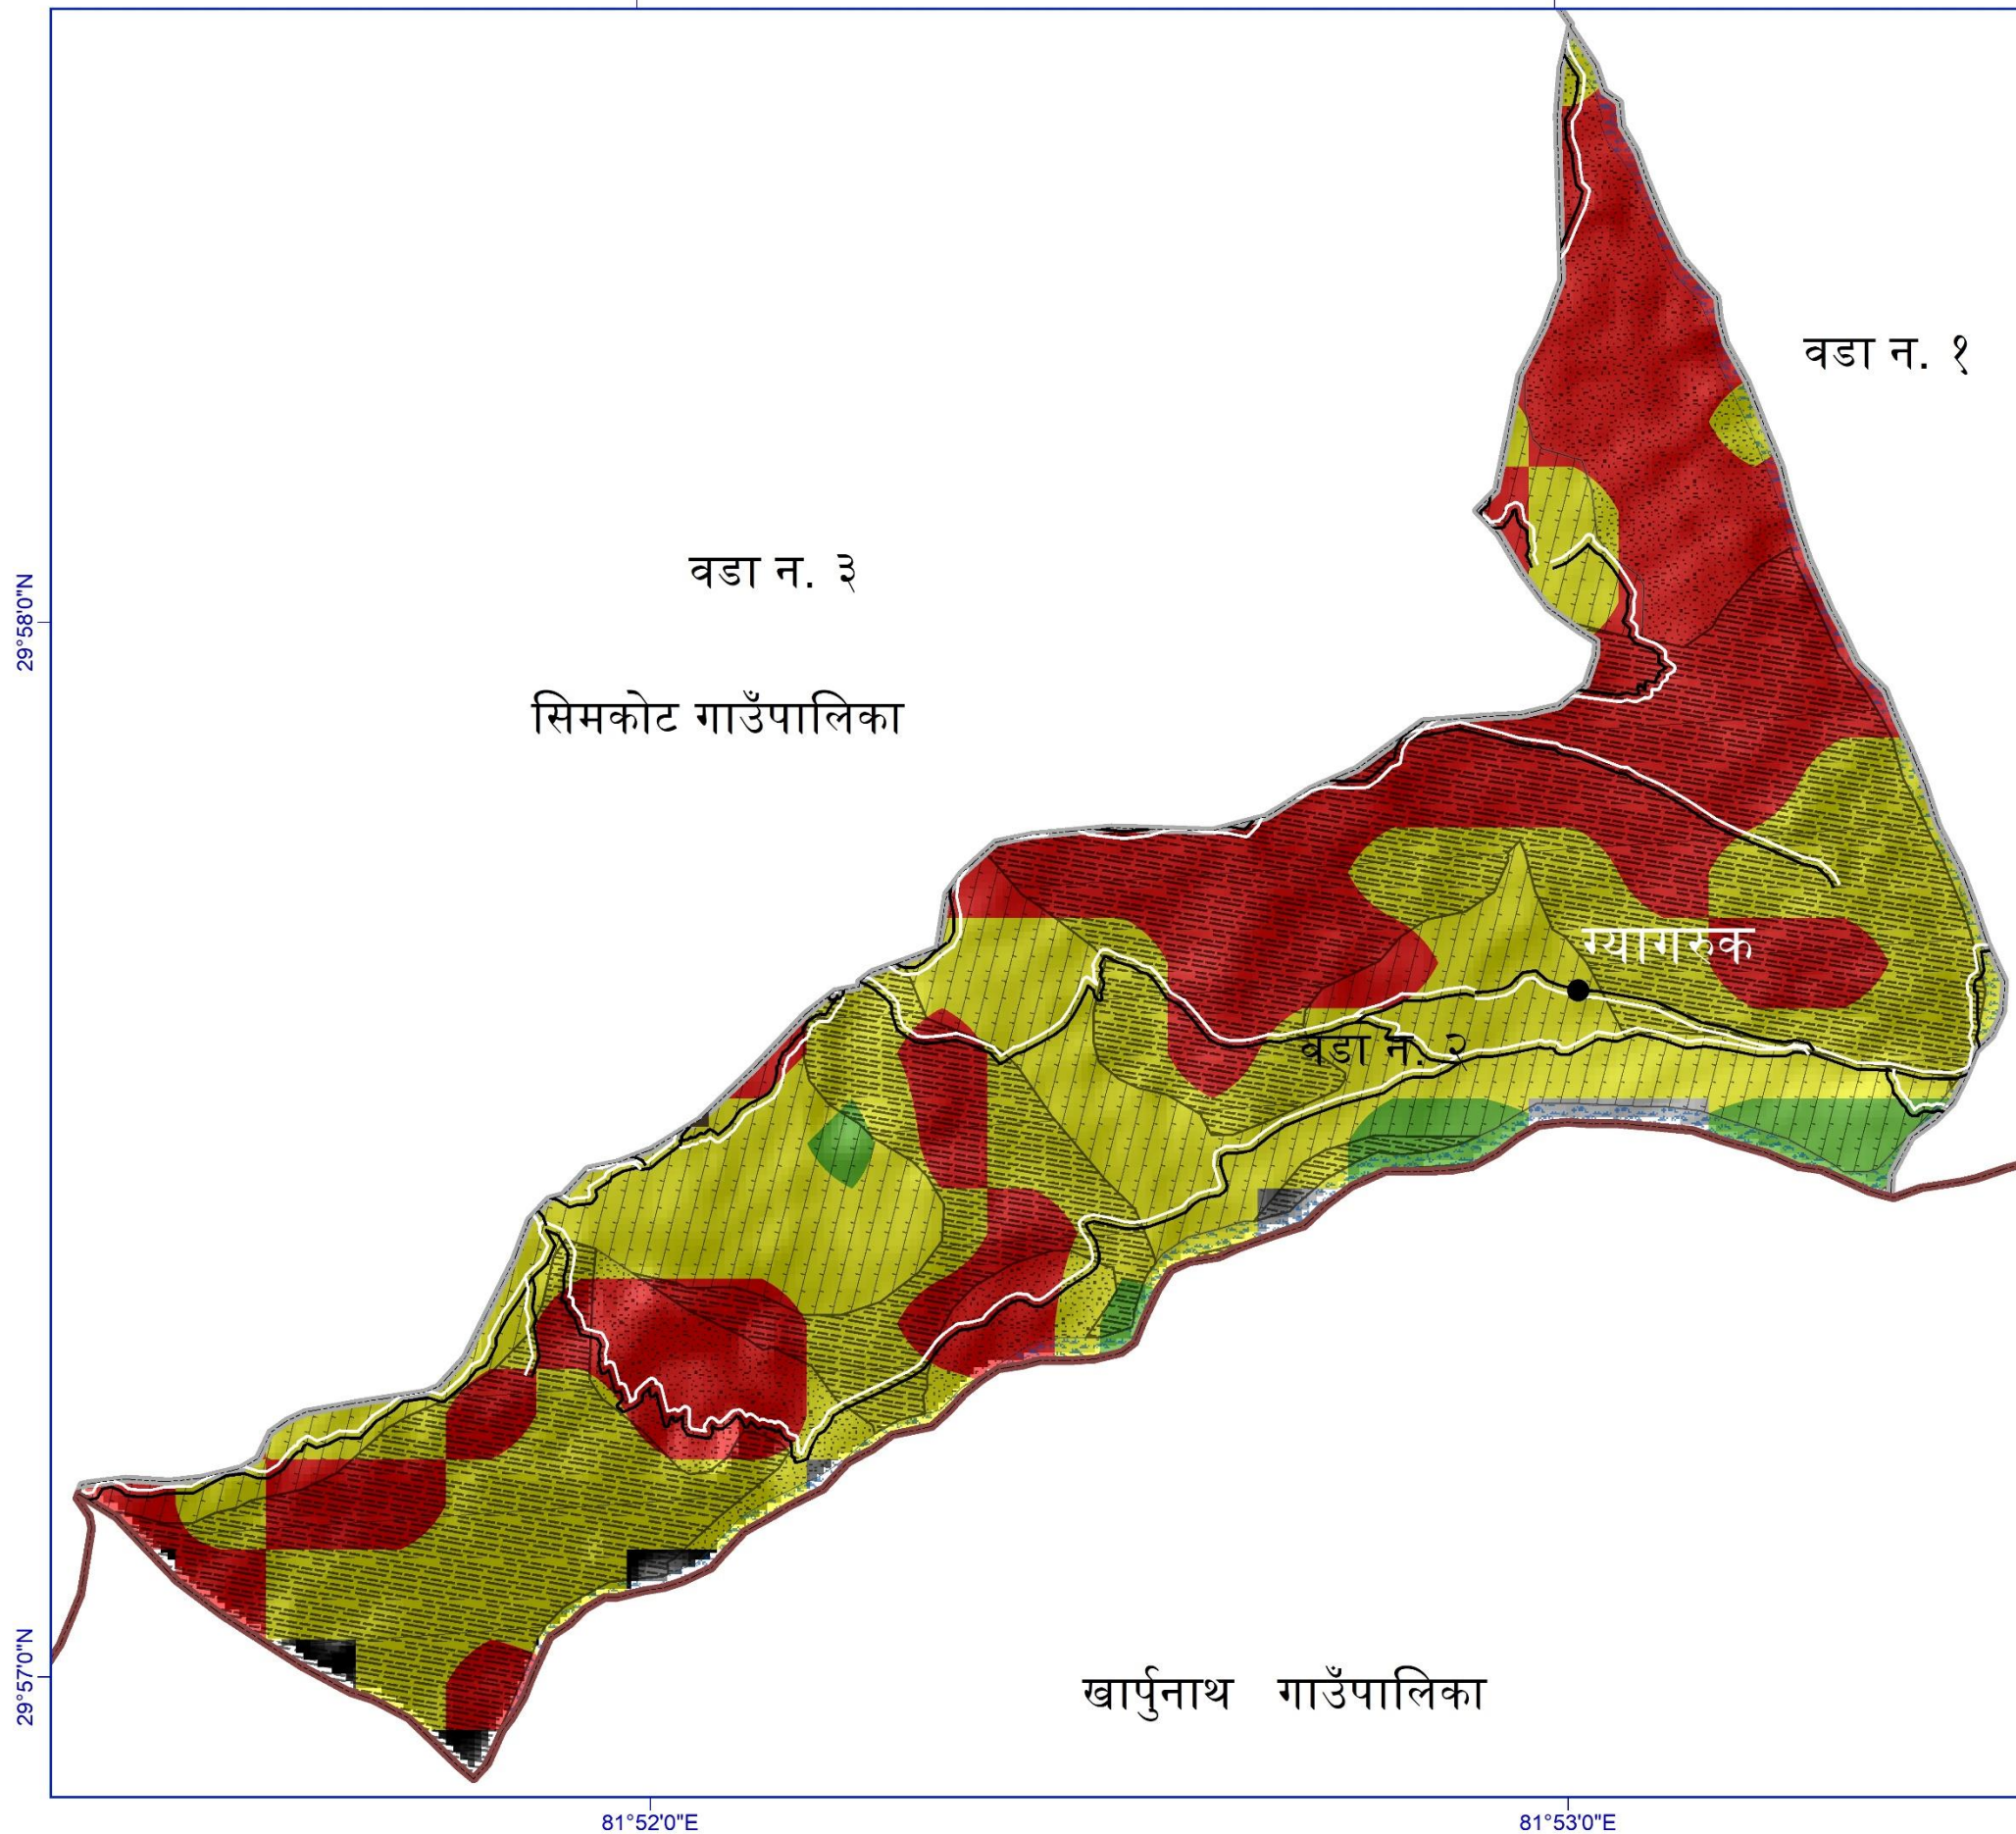 वडा न. १
वडा न. ३
29°58'0"N
सिमकोट गाउँपालिका
ग्यागरुक
वडा न. २
29°57'0"N
खार्पुनाथ गाउँपालिका
81°52'0"E
81°53'0"E